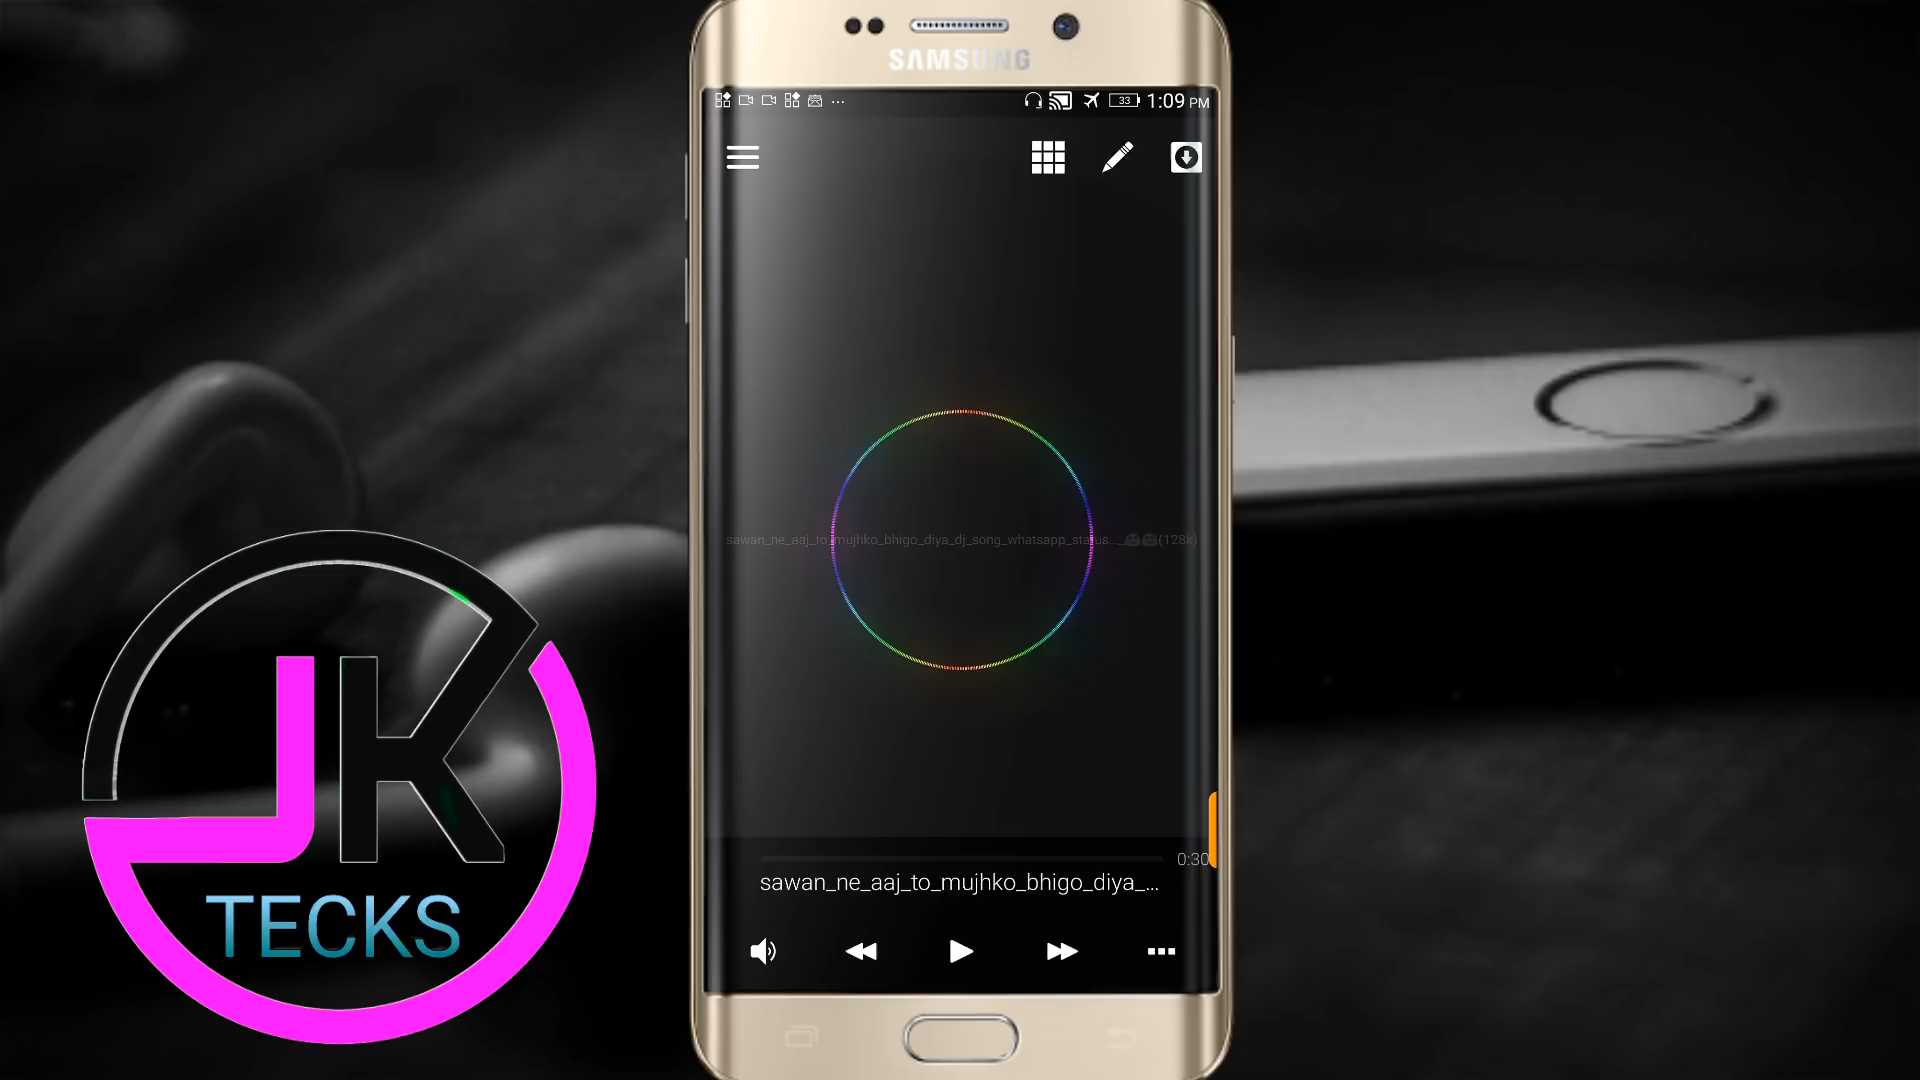 SAMSUNG
... 33 1:09 PM
sawan_ne_aaj_to_mujhko_bhigo_diya_dj_song_whatsapp_status..._(128k)
0:30
sawan_ne_aaj_to_mujhko_bhigo_diya_...
JK
TECKS